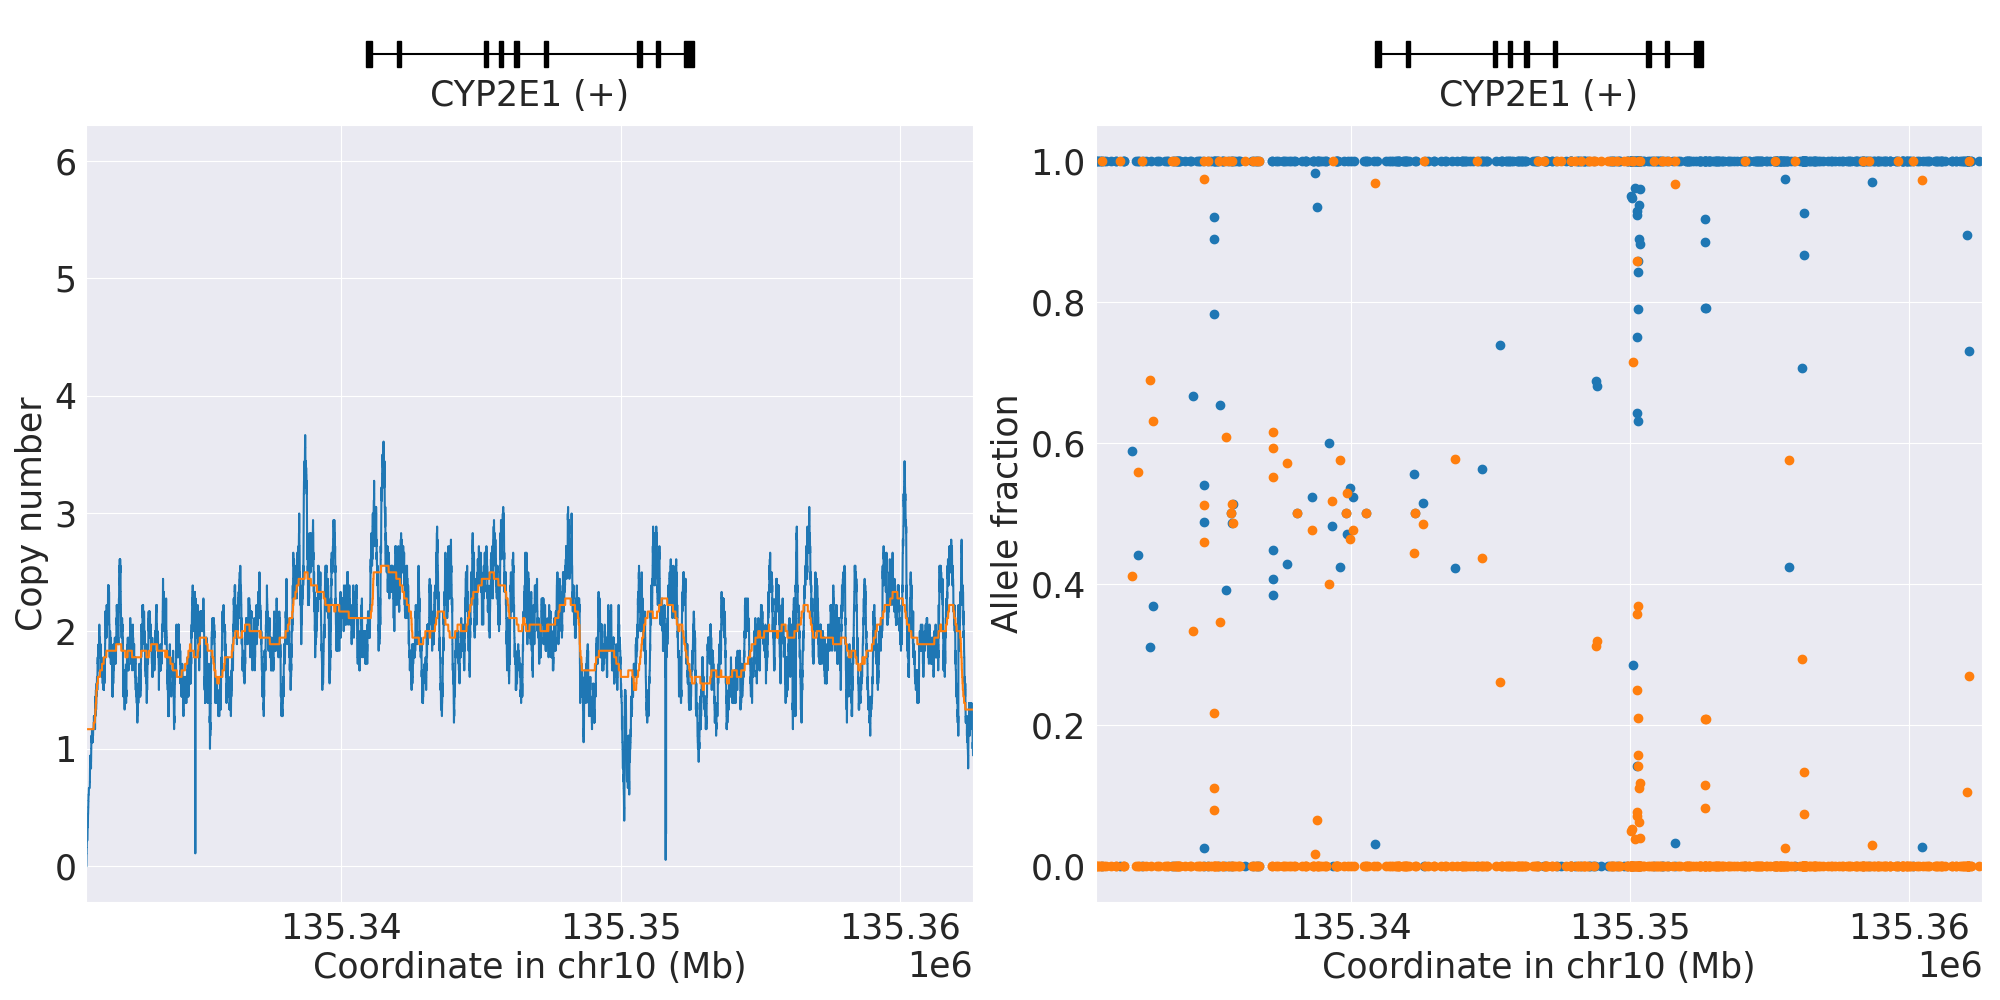 CYP2E1 (+)
6
5
4
3
2
1
0
Copy number
135.34 135.35 135.36
Coordinate in chr10 (Mb)
1e6
CYP2E1 (+)
1.0
0.8
0.6
0.4
0.2
0.0
Allele fraction
135.34 135.35 135.36
Coordinate in chr10 (Mb)
1e6